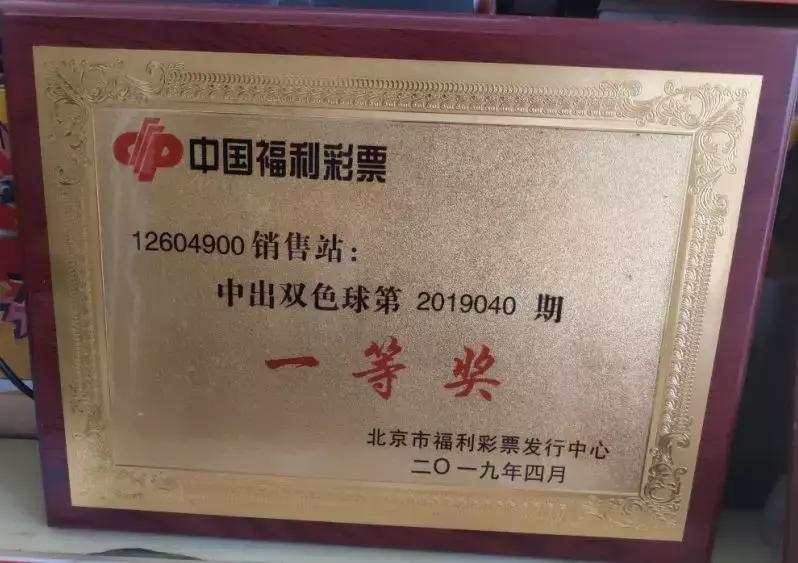 中国福利彩票
12604900 销售站：
中出双色球第 2019040 期
一等奖
北京市福利彩票发行中心
二〇一九年四月